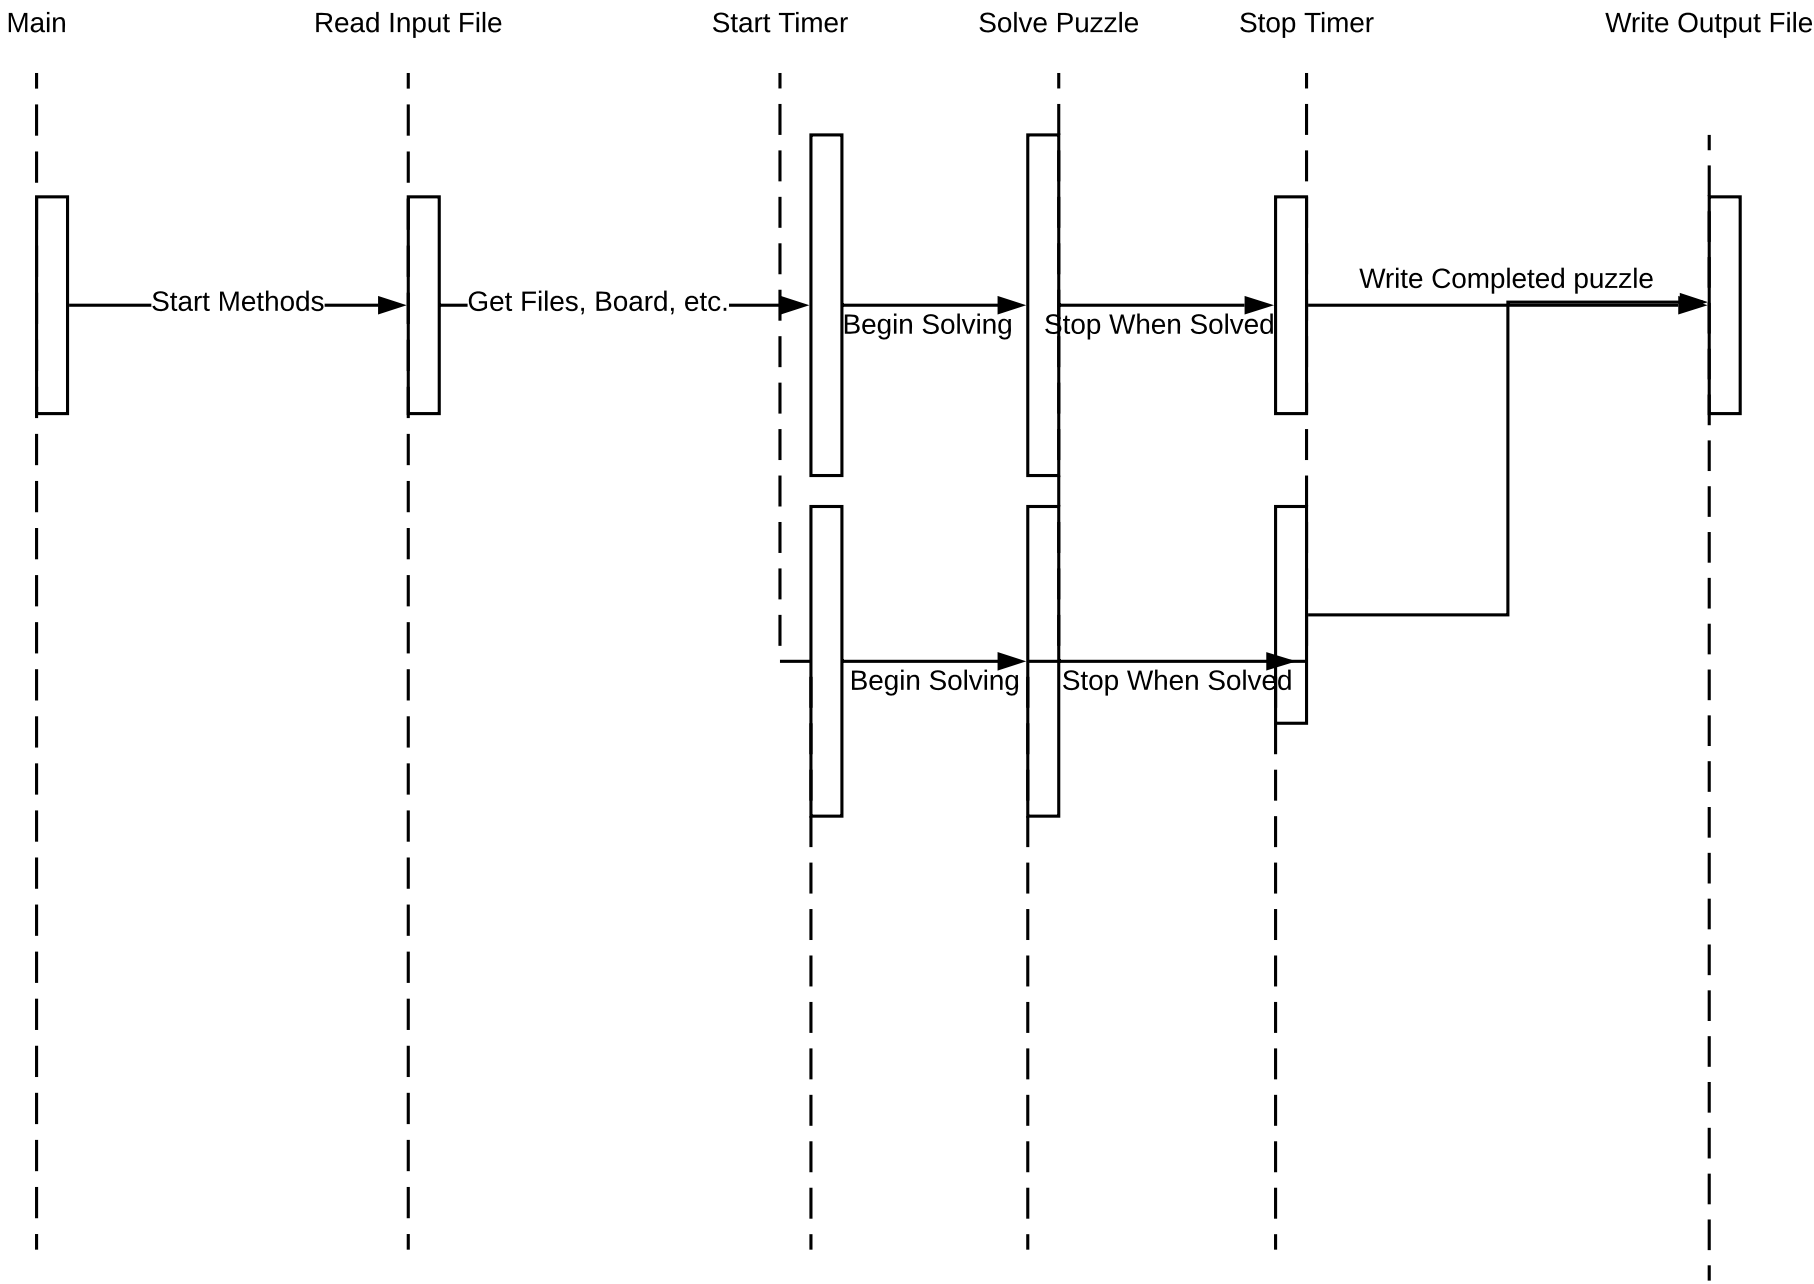 Main
Read Input File
Start Timer
Solve Puzzle
Stop Timer
Write Output File
Write Completed puzzle
Start Methods
Get Files, Board, etc.
Begin Solving
Stop When Solved
Begin Solving
Stop When Solved